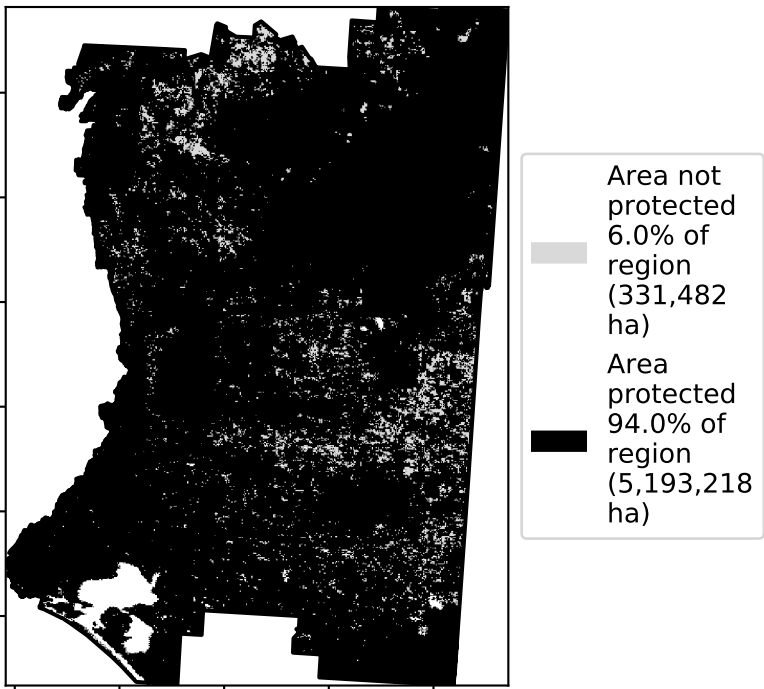 Area not
protected
6.0% of
region
(331,482
ha)
Area
protected
94.0% of
region
(5,193,218
ha)